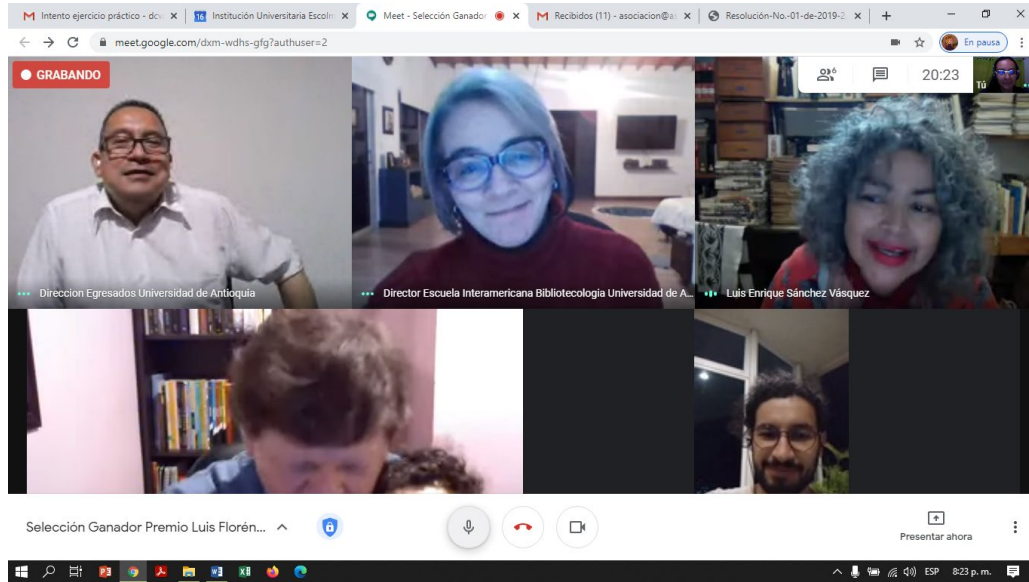 Intento ejercicio práctico - dcv
Institución Universitaria Escolm
Meet - Selección Ganador
Recibidos (11) - asociacion@as
Resolución-No.-01-de-2019-2
meet.google.com/dxm-wdhs-gfg?authuser=2
En pausa
GRABANDO
6
20:23
Tú
Direccion Egresados Universidad de Antioquia
Director Escuela Interamericana Bibliotecologia Universidad de A...
Luis Enrique Sánchez Vásquez
Selección Ganador Premio Luis Florén...
Presentar ahora
ESP
8:23 p. m.